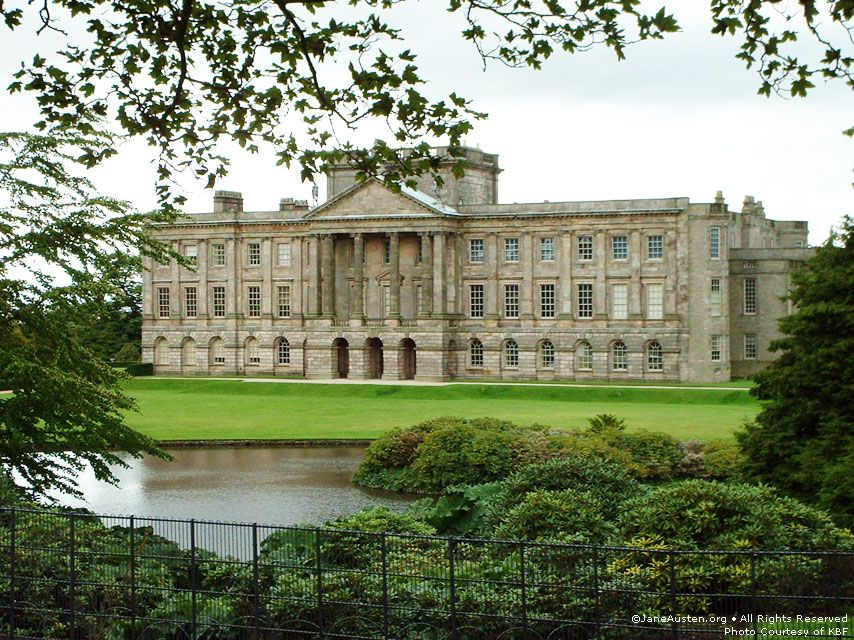 ©JaneAusten.org • All Rights Reserved
Photo Courtesy of KBF